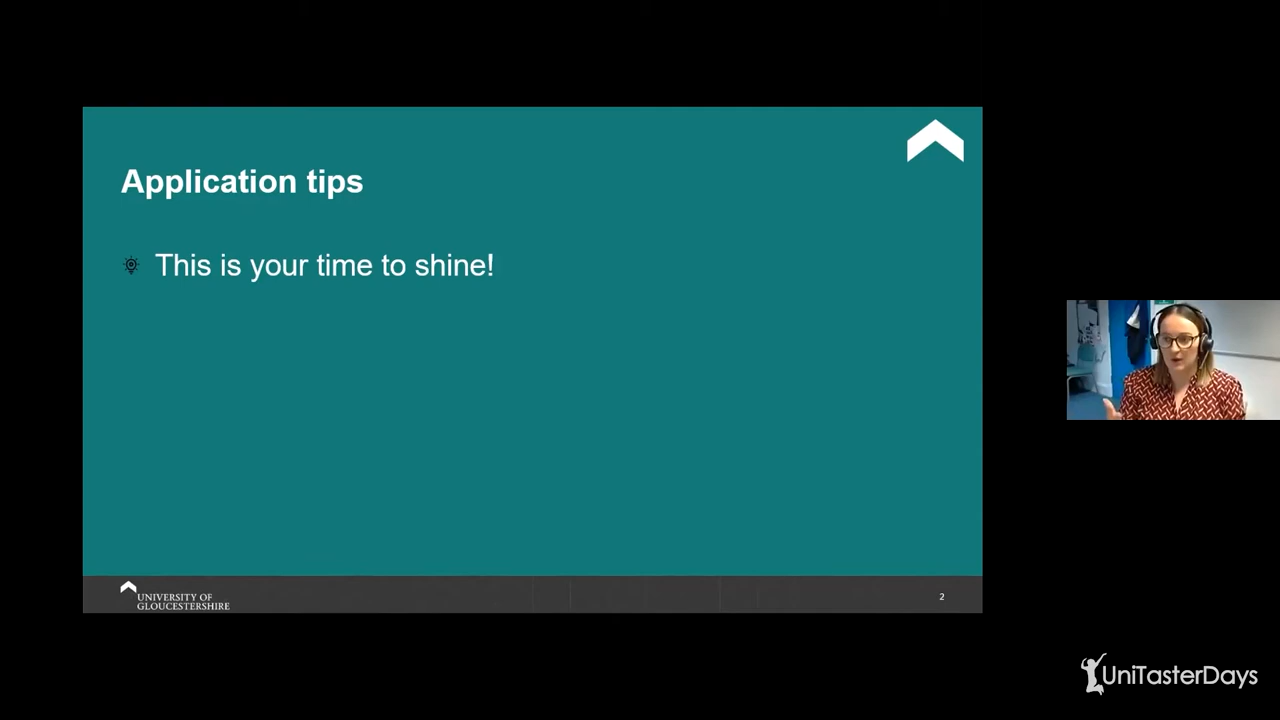 Application tips
This is your time to shine!
UNIVERSITY OF
GLOUCESTERSHIRE
2
UniTasterDays